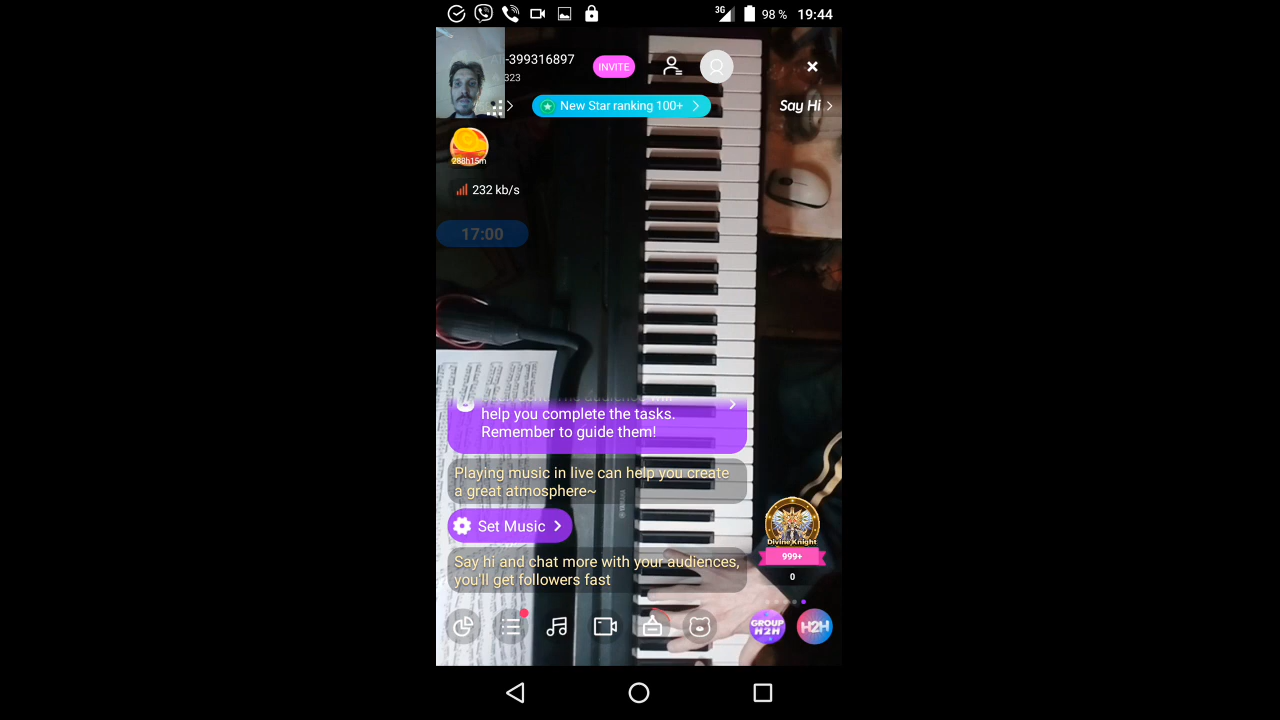 3G 98 % 19:44
-399316897
323
INVITE
New Star ranking 100+
Say Hi
288h15m
232 kb/s
17:00
help you complete the tasks.
Remember to guide them!
Playing music in live can help you create
a great atmosphere~
Set Music
Say hi and chat more with your audiences,
you'll get followers fast
Divine Knight
999+
0
GROUP
H2H
H2H